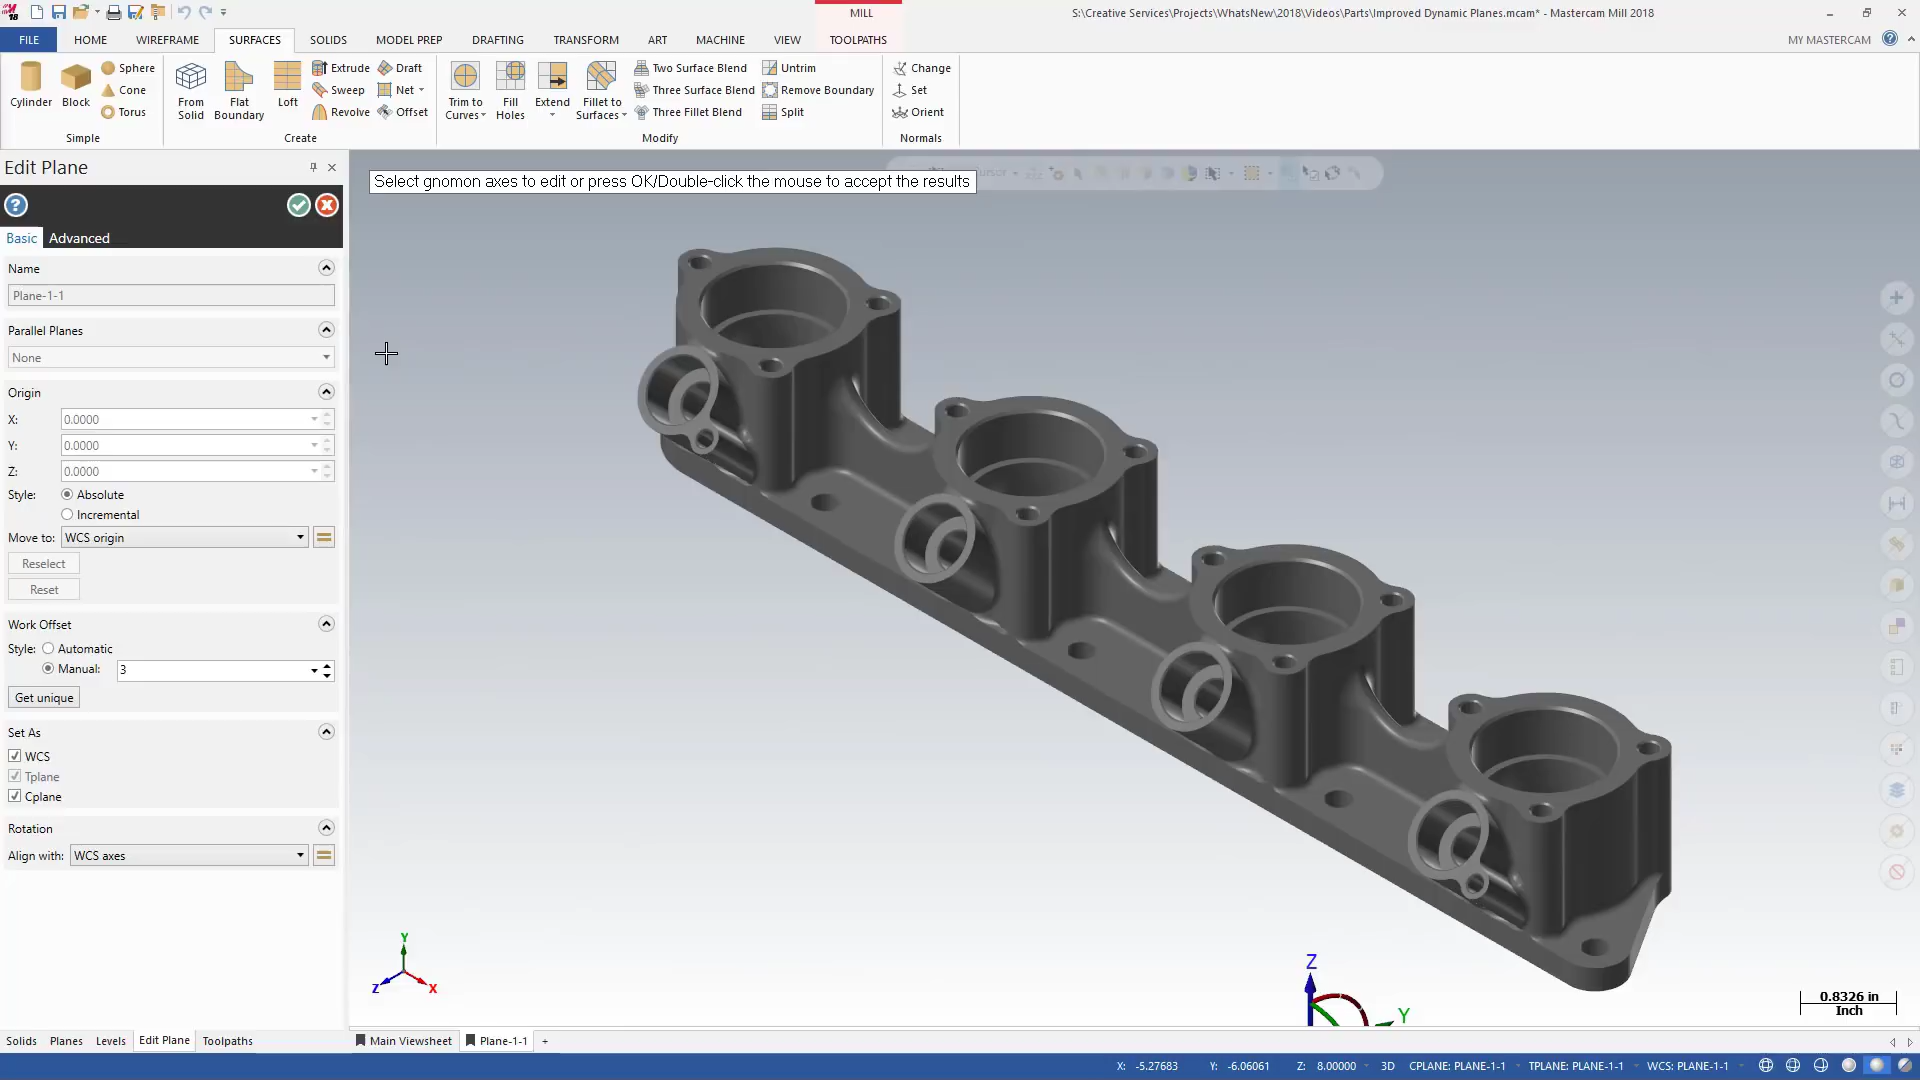 18
MILL
S:\Creative Services\Projects\WhatsNew\2018\Videos\Parts\Improved Dynamic Planes.mcam* - Mastercam Mill 2018
FILE HOME WIREFRAME SURFACES SOLIDS MODEL PREP DRAFTING TRANSFORM ART MACHINE VIEW TOOLPATHS MY MASTERCAM
Cylinder
Block
Sphere
Cone
Torus
Simple
From Solid
Flat Boundary
Loft
Extrude
Sweep
Revolve
Draft
Net
Offset
Create
Trim to Curves
Fill Holes
Extend
Fillet to Surfaces
Two Surface Blend
Three Surface Blend
Three Fillet Blend
Untrim
Remove Boundary
Split
Modify
Change
Set
Orient
Normals
Edit Plane
Select gnomon axes to edit or press OK/Double-click the mouse to accept the results
Basic Advanced
Name
Plane-1-1
Parallel Planes
None
Origin
X: 0.0000
Y: 0.0000
Z: 0.0000
Style: Absolute
Incremental
Move to: WCS origin
Reselect
Reset
Work Offset
Style: Automatic
Manual: 3
Get unique
Set As
WCS
Tplane
Cplane
Rotation
Align with: WCS axes
Y
Z
X
Z
Y
0.8326 in
Inch
Solids Planes Levels Edit Plane Toolpaths
Main Viewsheet Plane-1-1 +
X: -5.27683 Y: -6.06061 Z: 8.00000 3D CPLANE: PLANE-1-1 TPLANE: PLANE-1-1 WCS: PLANE-1-1